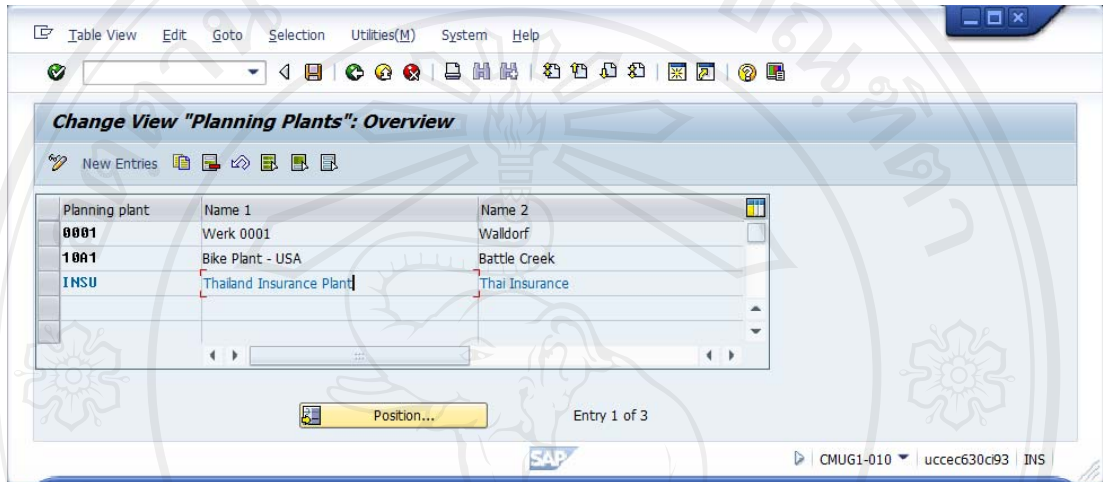 Table View Edit Goto Selection Utilities(M) System Help
Change View "Planning Plants": Overview
New Entries
Planning plant Name 1 Name 2
0001 Werk 0001 Walldorf
10A1 Bike Plant - USA Battle Creek
INSU Thailand Insurance Plant Thai Insurance
Position... Entry 1 of 3
SAP CMUG1-010 uccec630ci93 INS